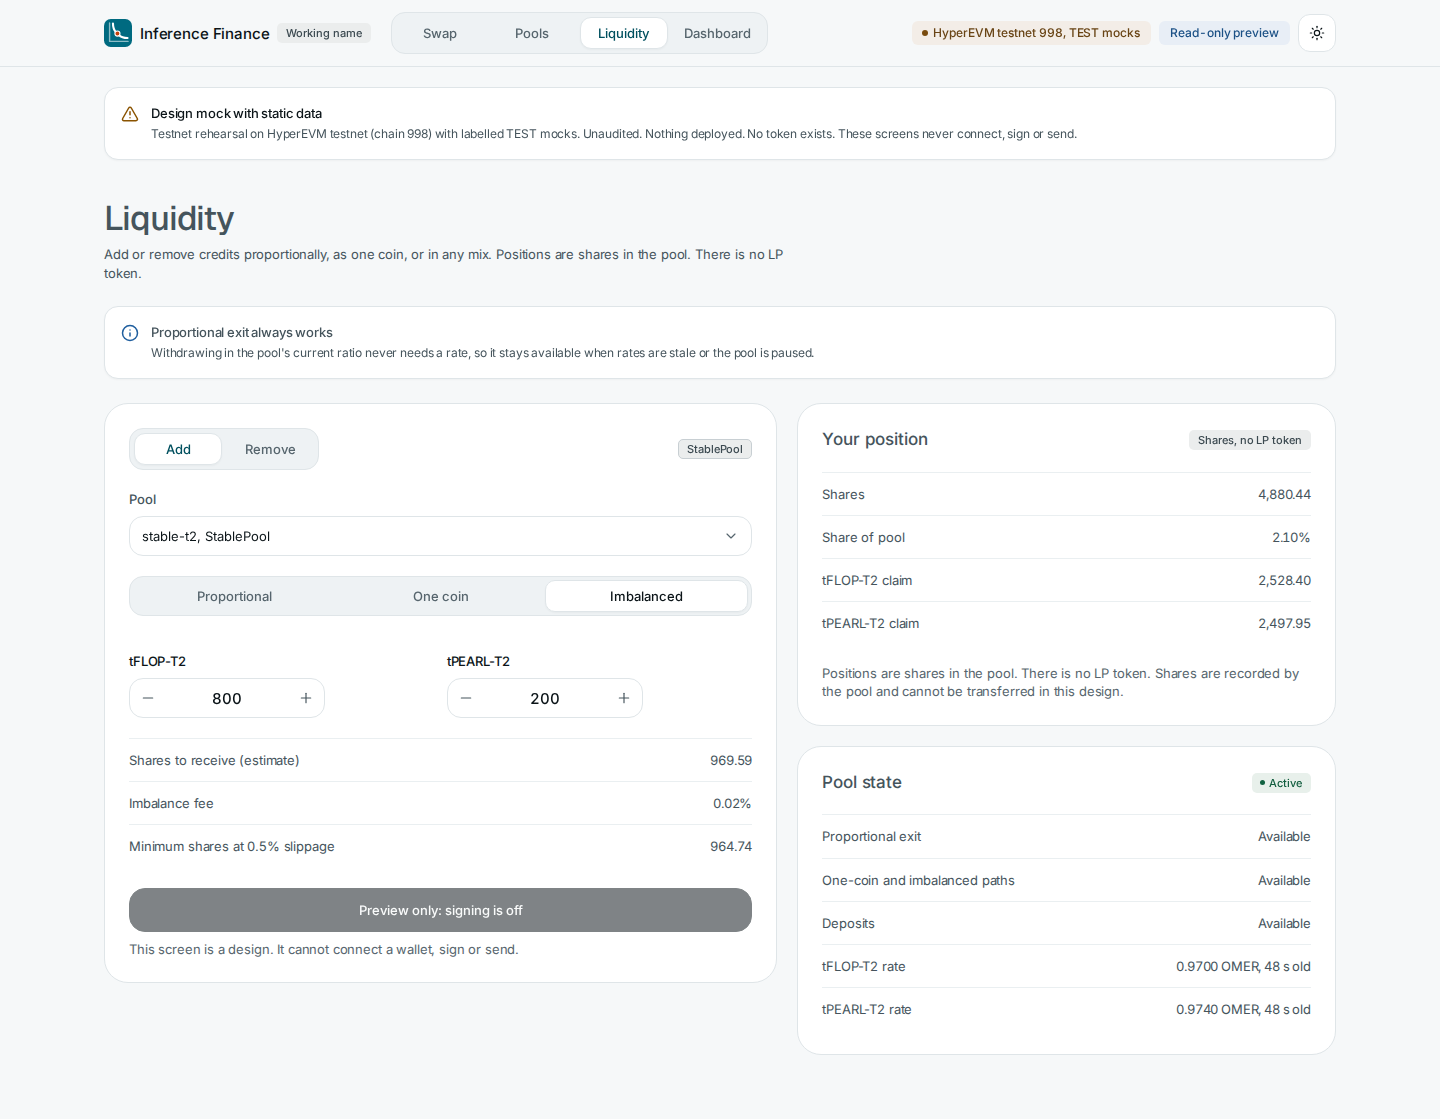 Inference Finance
Working name
Swap
Pools
Liquidity
Dashboard
HyperEVM testnet 998, TEST mocks
Read-only preview
Design mock with static data
Testnet rehearsal on HyperEVM testnet (chain 998) with labelled TEST mocks. Unaudited. Nothing deployed. No token exists. These screens never connect, sign or send.
Liquidity
Add or remove credits proportionally, as one coin, or in any mix. Positions are shares in the pool. There is no LP
token.
Proportional exit always works
Withdrawing in the pool's current ratio never needs a rate, so it stays available when rates are stale or the pool is paused.
Add
Remove
StablePool
Pool
stable-t2, StablePool
Proportional
One coin
Imbalanced
tFLOP-T2
tPEARL-T2
− 800 +
− 200 +
Shares to receive (estimate) 969.59
Imbalance fee 0.02%
Minimum shares at 0.5% slippage 964.74
Preview only: signing is off
This screen is a design. It cannot connect a wallet, sign or send.
Your position
Shares, no LP token
Shares 4,880.44
Share of pool 2.10%
tFLOP-T2 claim 2,528.40
tPEARL-T2 claim 2,497.95
Positions are shares in the pool. There is no LP token. Shares are recorded by
the pool and cannot be transferred in this design.
Pool state
Active
Proportional exit Available
One-coin and imbalanced paths Available
Deposits Available
tFLOP-T2 rate 0.9700 OMER, 48 s old
tPEARL-T2 rate 0.9740 OMER, 48 s old